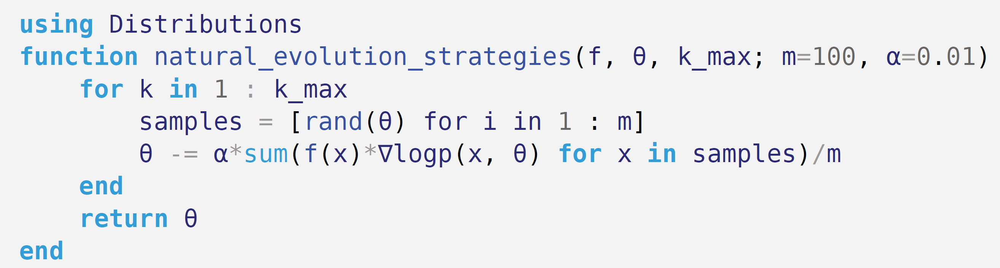 using Distributions
function natural_evolution_strategies(f, θ, k_max; m=100, α=0.01)
    for k in 1 : k_max
        samples = [rand(θ) for i in 1 : m]
        θ -= α*sum(f(x)*∇logp(x, θ) for x in samples)/m
    end
    return θ
end